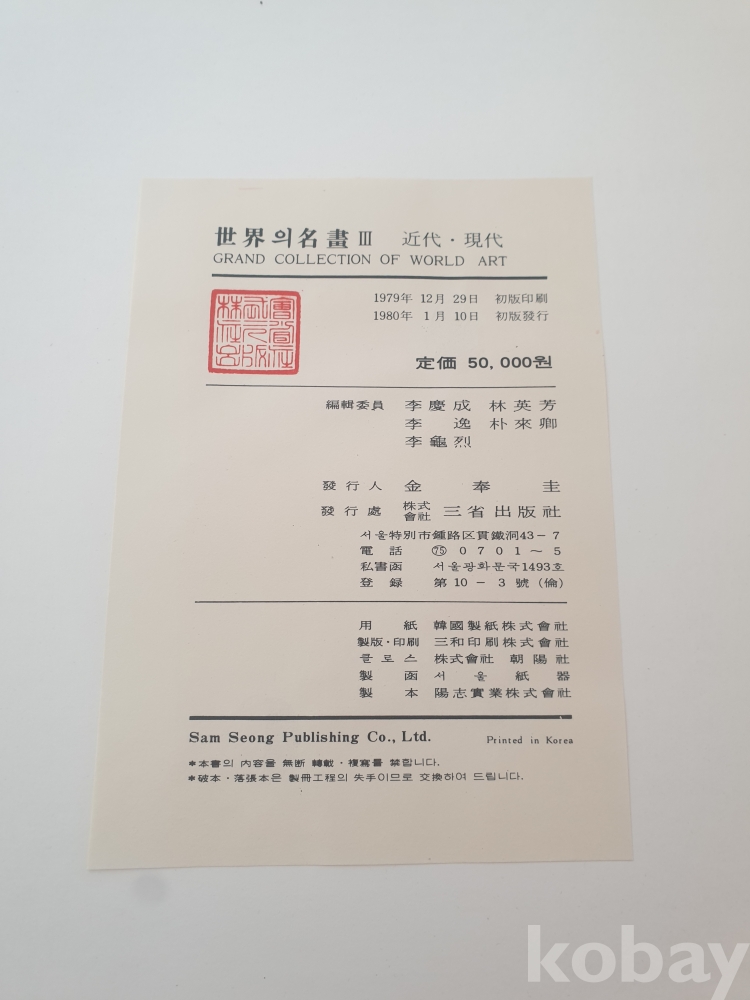 世界의名畫 Ⅲ 近代·現代
GRAND COLLECTION OF WORLD ART
1979年 12月 29日 初版印刷
1980年 1月 10日 初版發行
定価 50,000원
編輯委員 李慶成 林英芳
李逸 朴來卿
李龜烈
發行人 金奉圭
發行處 株式會社 三省出版社
서울特別市鍾路区貫鐵洞43-7
電話 ㊆ 0701~5
私書函 서울광화문국1493호
登録 第10-3號(倫)
用紙 韓國製紙株式會社
製版·印刷 三和印刷株式會社
클로스 株式會社 朝陽社
製函 서울紙器
製本 陽志實業株式會社
Sam Seong Publishing Co., Ltd. Printed in Korea
*本書의 內容을 無断 轉載·複寫를 禁합니다.
*破本·落張本은 製冊工程의 失手이므로 交換하여 드립니다.
kobay